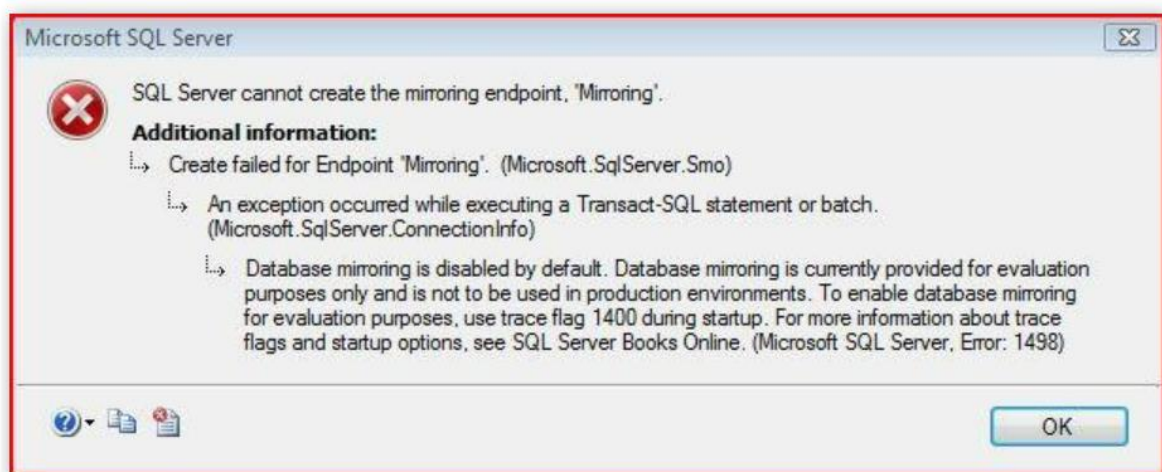 Microsoft SQL Server
SQL Server cannot create the mirroring endpoint, 'Mirroring'.
Additional information:
Create failed for Endpoint 'Mirroring'. (Microsoft.SqlServer.Smo)
An exception occurred while executing a Transact-SQL statement or batch.
(Microsoft.SqlServer.ConnectionInfo)
Database mirroring is disabled by default. Database mirroring is currently provided for evaluation
purposes only and is not to be used in production environments. To enable database mirroring
for evaluation purposes, use trace flag 1400 during startup. For more information about trace
flags and startup options, see SQL Server Books Online. (Microsoft SQL Server, Error: 1498)
OK